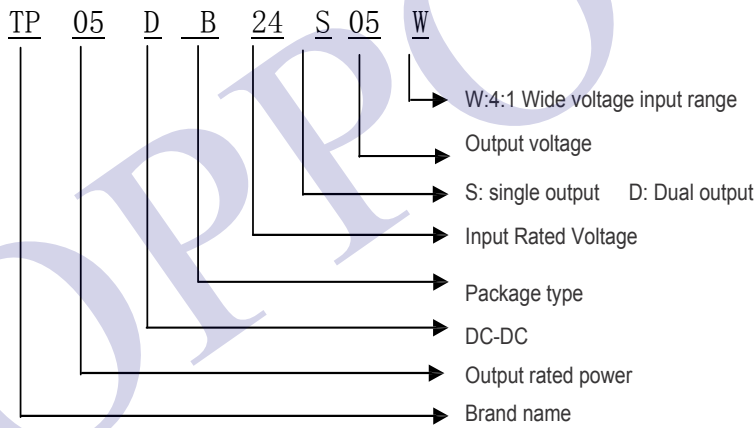 TP 05 D B 24 S 05 W
W:4:1 Wide voltage input range
Output voltage
S: single output D: Dual output
Input Rated Voltage
Package type
DC-DC
Output rated power
Brand name